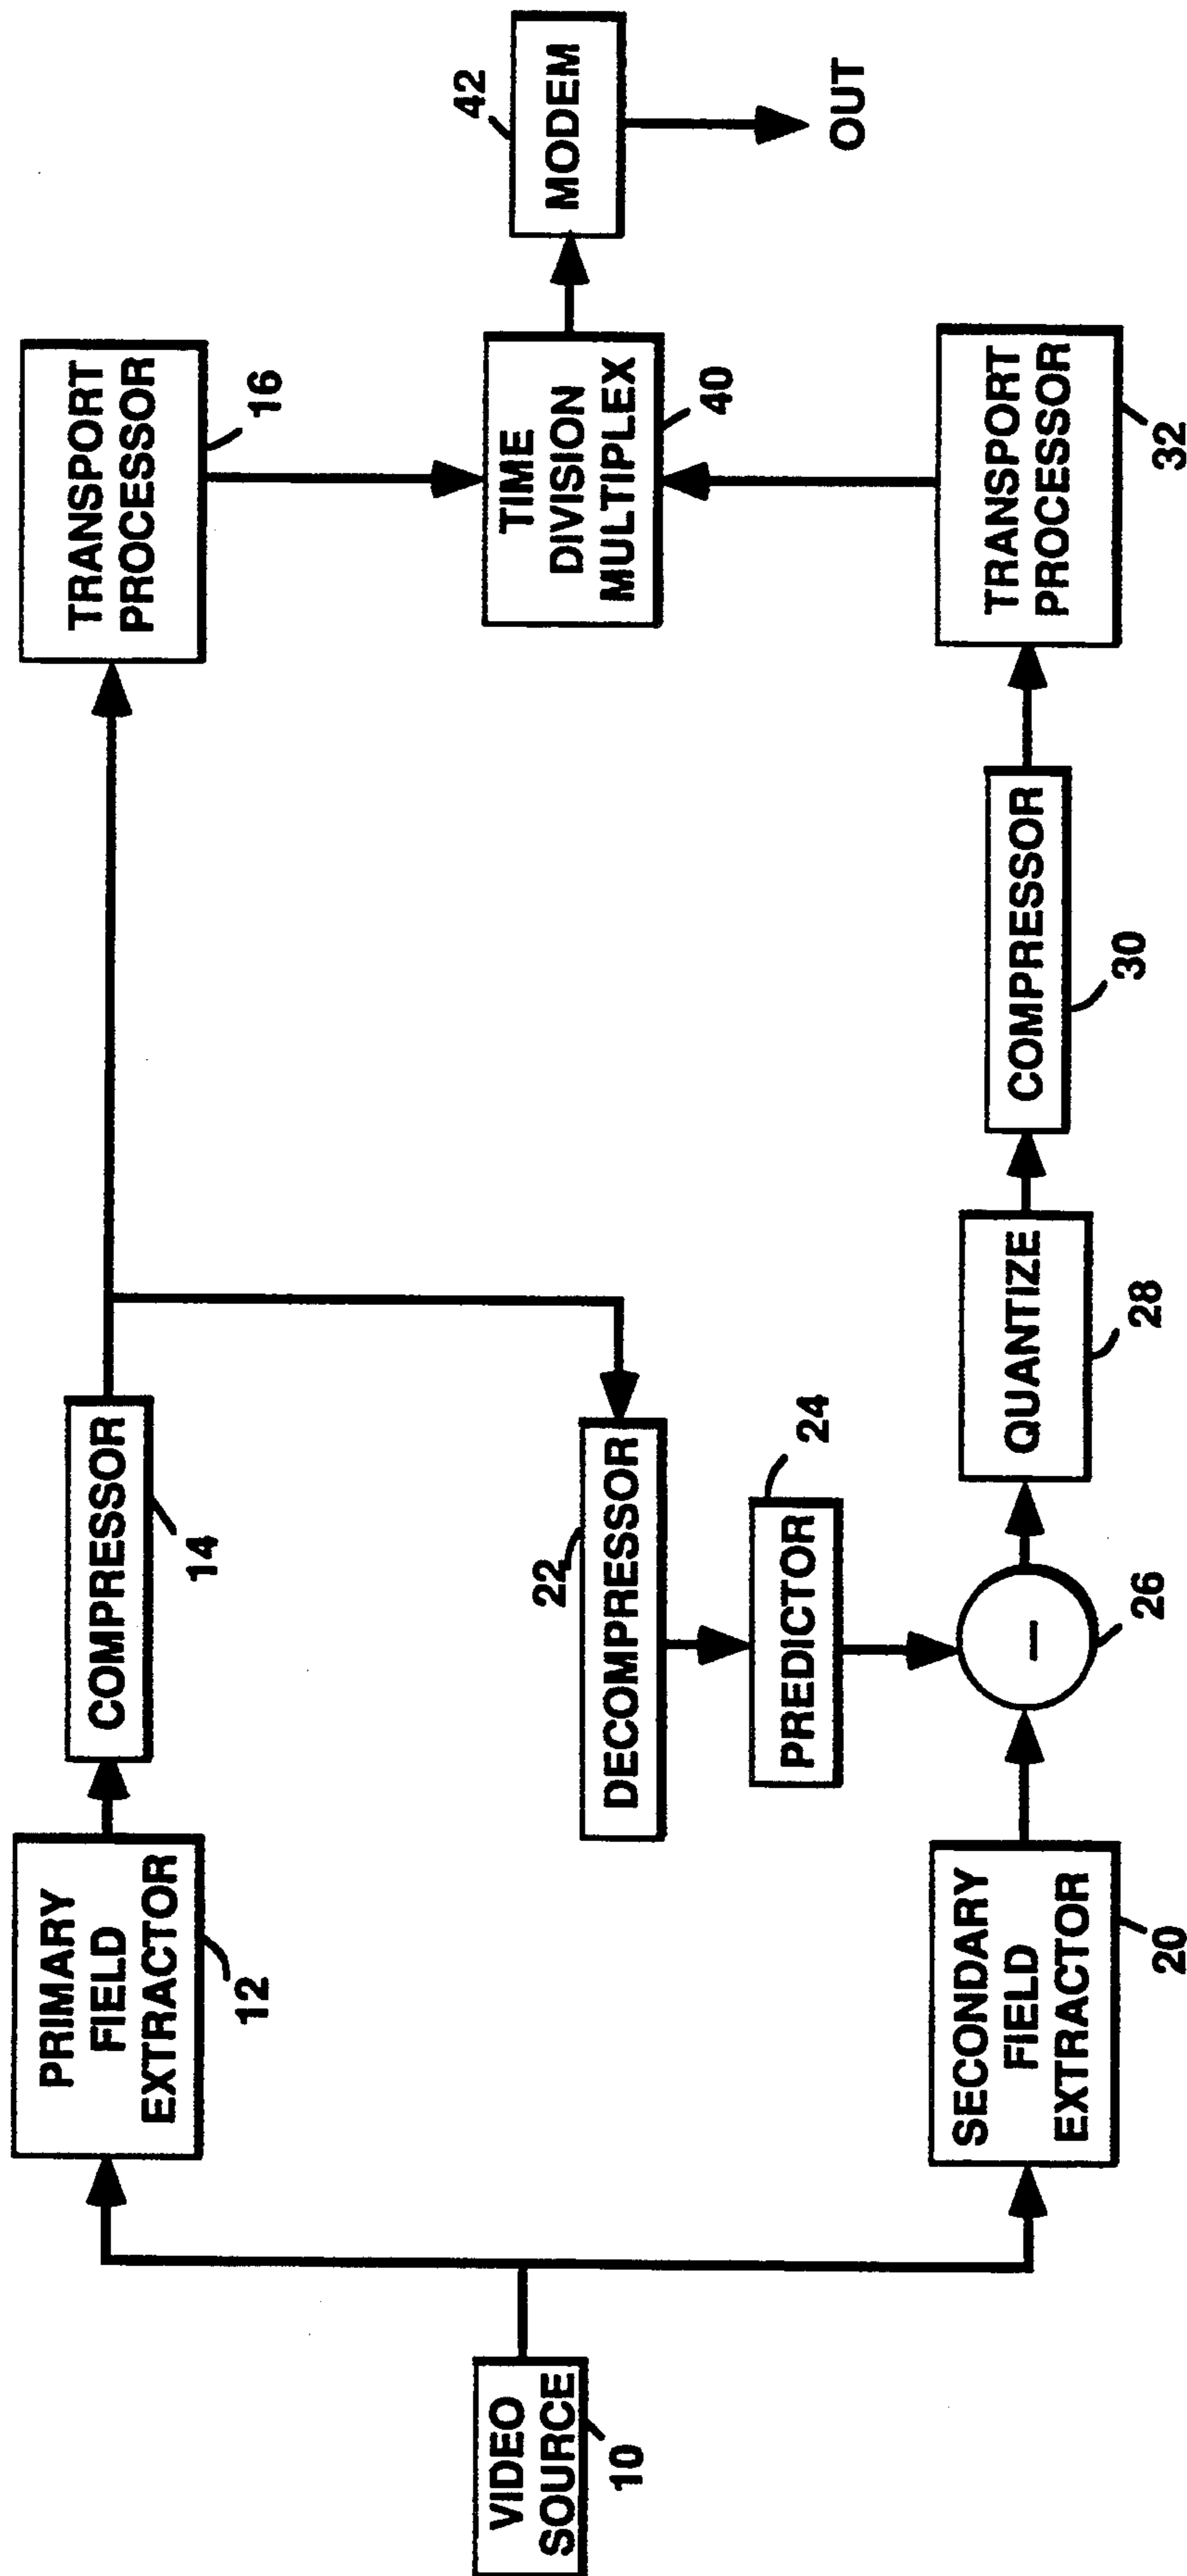 VIDEO
SOURCE
10
PRIMARY
FIELD
EXTRACTOR
12
COMPRESSOR
14
TRANSPORT
PROCESSOR
16
DECOMPRESSOR
22
PREDICTOR
24
SECONDARY
FIELD
EXTRACTOR
20
−
26
QUANTIZE
28
COMPRESSOR
30
TRANSPORT
PROCESSOR
32
TIME
DIVISION
MULTIPLEX
40
MODEM
42
OUT